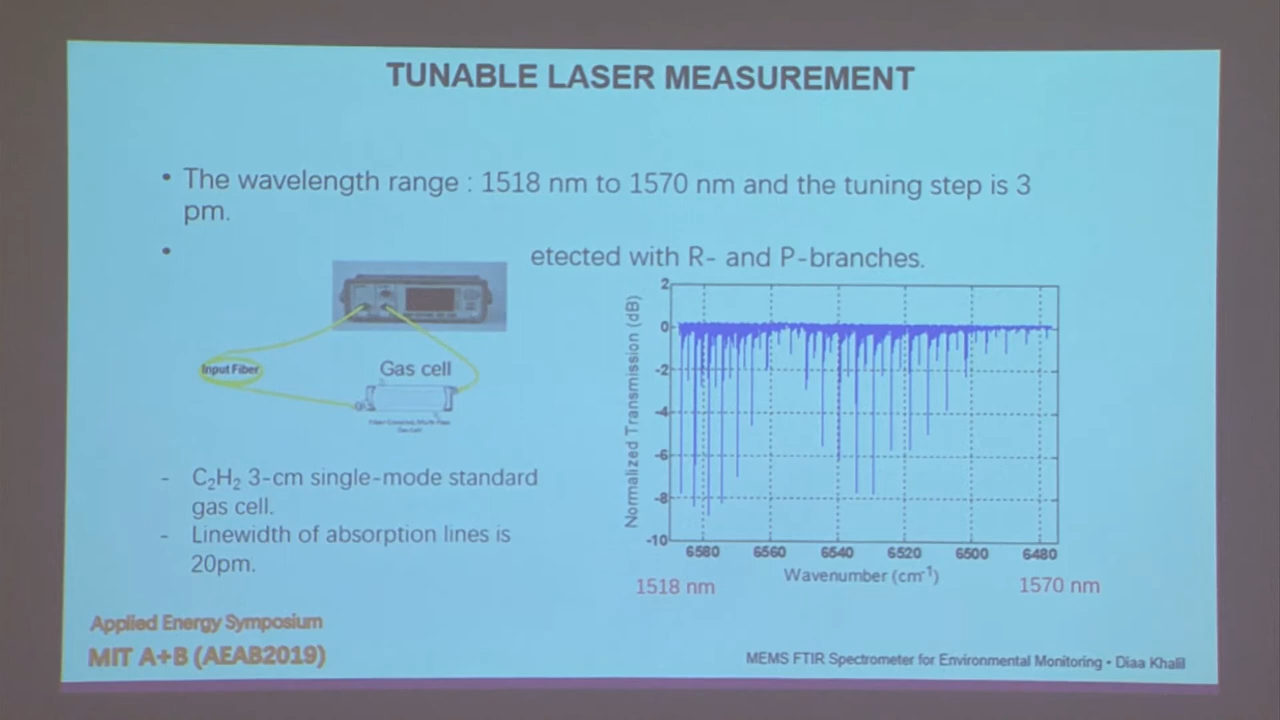 TUNABLE LASER MEASUREMENT
• The wavelength range : 1518 nm to 1570 nm and the tuning step is 3
pm.
• etected with R- and P-branches.
Input Fiber
Gas cell
- C₂H₂ 3-cm single-mode standard
gas cell.
- Linewidth of absorption lines is
20pm.
Normalized Transmission (dB)
2
0
-2
-4
-6
-8
-10
6580 6560 6540 6520 6500 6480
Wavenumber (cm⁻¹)
1518 nm
1570 nm
Applied Energy Symposium
MIT A+B (AEAB2019)
MEMS FTIR Spectrometer for Environmental Monitoring - Diaa Khalil